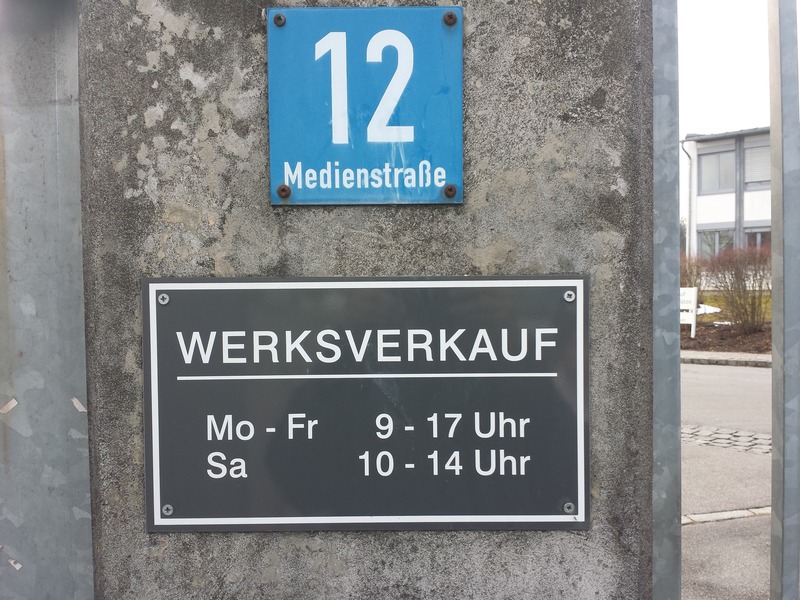 12
Medienstraße
WERKSVERKAUF
Mo - Fr 9 - 17 Uhr
Sa 10 - 14 Uhr